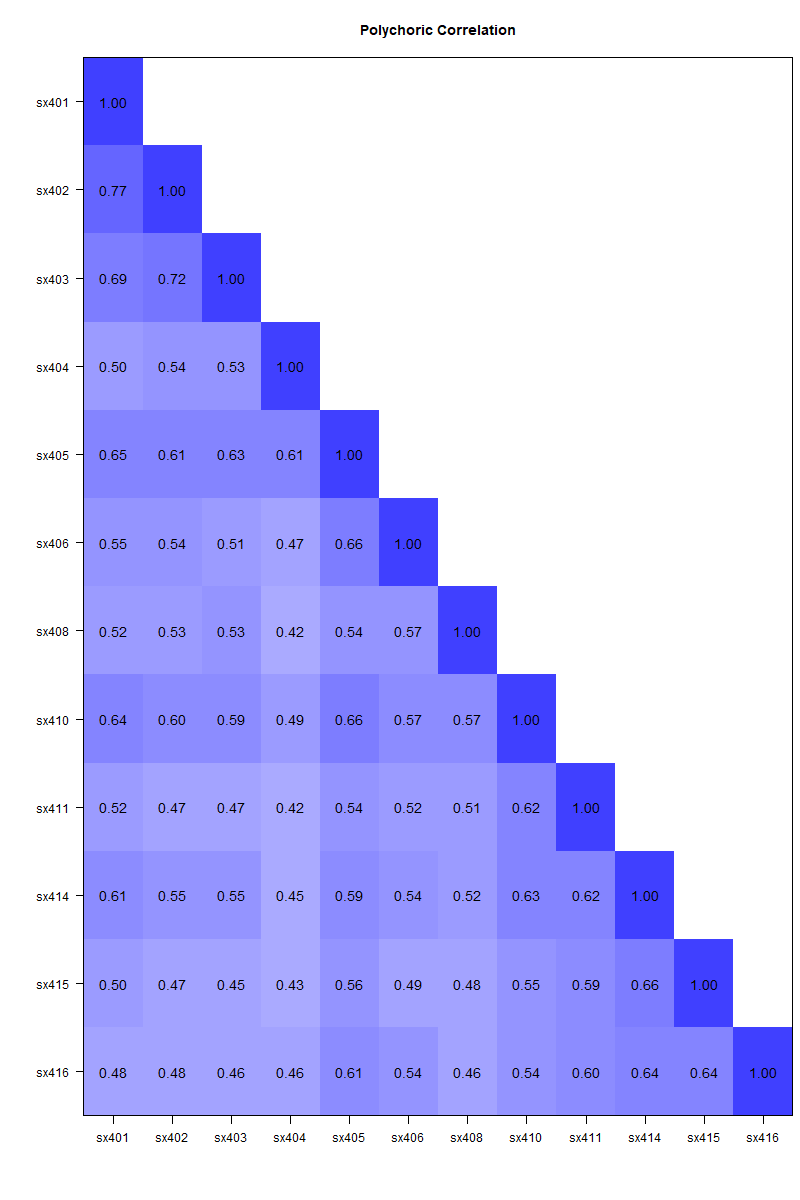 Polychoric Correlation
sx401 1.00
sx402 0.77 1.00
sx403 0.69 0.72 1.00
sx404 0.50 0.54 0.53 1.00
sx405 0.65 0.61 0.63 0.61 1.00
sx406 0.55 0.54 0.51 0.47 0.66 1.00
sx408 0.52 0.53 0.53 0.42 0.54 0.57 1.00
sx410 0.64 0.60 0.59 0.49 0.66 0.57 0.57 1.00
sx411 0.52 0.47 0.47 0.42 0.54 0.52 0.51 0.62 1.00
sx414 0.61 0.55 0.55 0.45 0.59 0.54 0.52 0.63 0.62 1.00
sx415 0.50 0.47 0.45 0.43 0.56 0.49 0.48 0.55 0.59 0.66 1.00
sx416 0.48 0.48 0.46 0.46 0.61 0.54 0.46 0.54 0.60 0.64 0.64 1.00
sx401 sx402 sx403 sx404 sx405 sx406 sx408 sx410 sx411 sx414 sx415 sx416